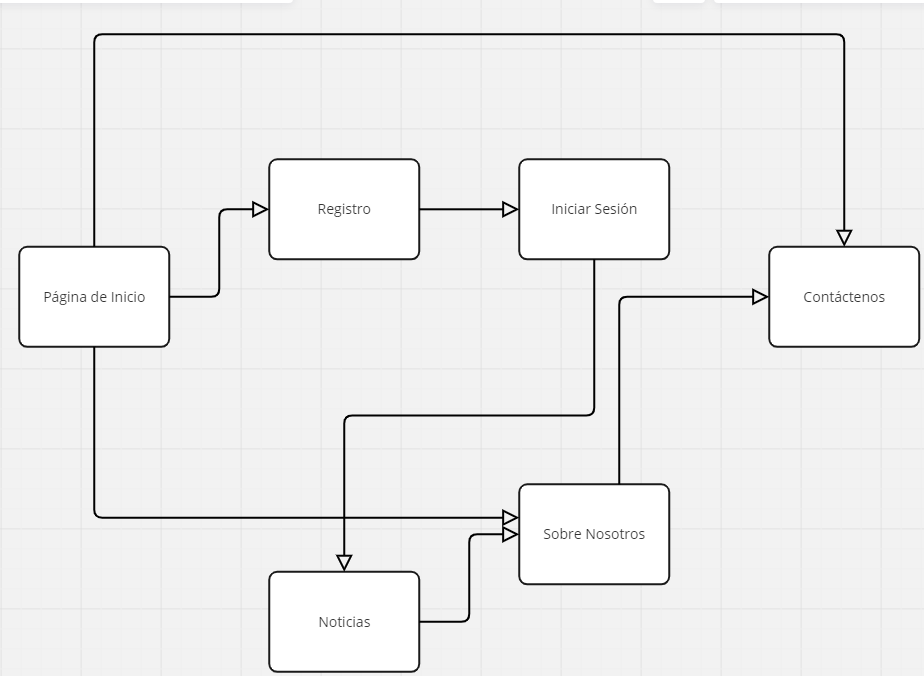 Registro
Iniciar Sesión
Página de Inicio
Contáctenos
Sobre Nosotros
Noticias